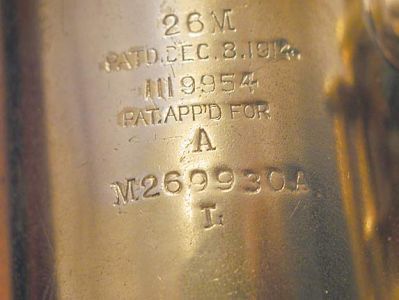 26M
PAT'D. DEC. 8. 1914.
1119954
PAT. APP'D FOR
A
M269930A
L